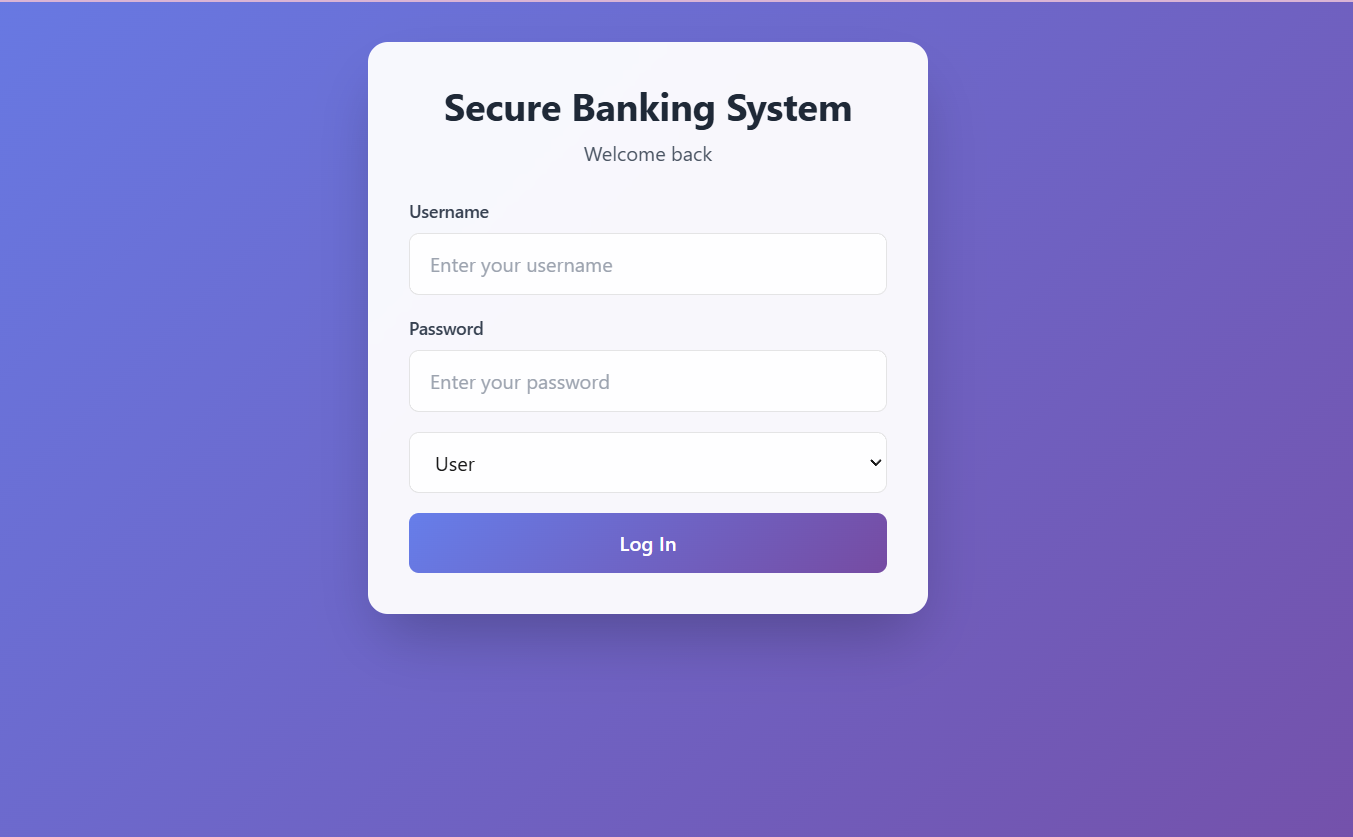 Secure Banking System
Welcome back
Username
Enter your username
Password
Enter your password
User
Log In